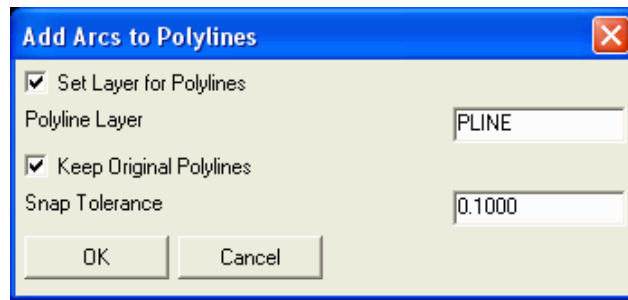 Add Arcs to Polylines
Set Layer for Polylines
Polyline Layer PLINE
Keep Original Polylines
Snap Tolerance 0.1000
OK Cancel